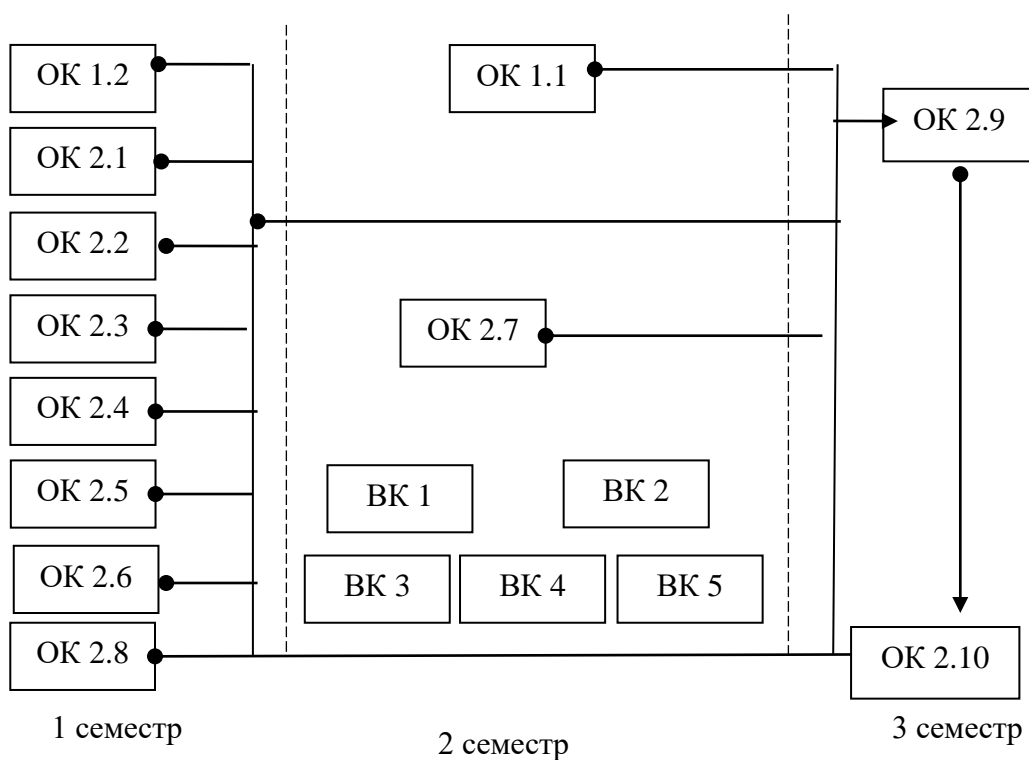 ОК 1.2
ОК 2.1
ОК 2.2
ОК 2.3
ОК 2.4
ОК 2.5
ОК 2.6
ОК 2.8
1 семестр
ОК 1.1
ОК 2.7
ВК 1
ВК 2
ВК 3
ВК 4
ВК 5
2 семестр
ОК 2.9
ОК 2.10
3 семестр